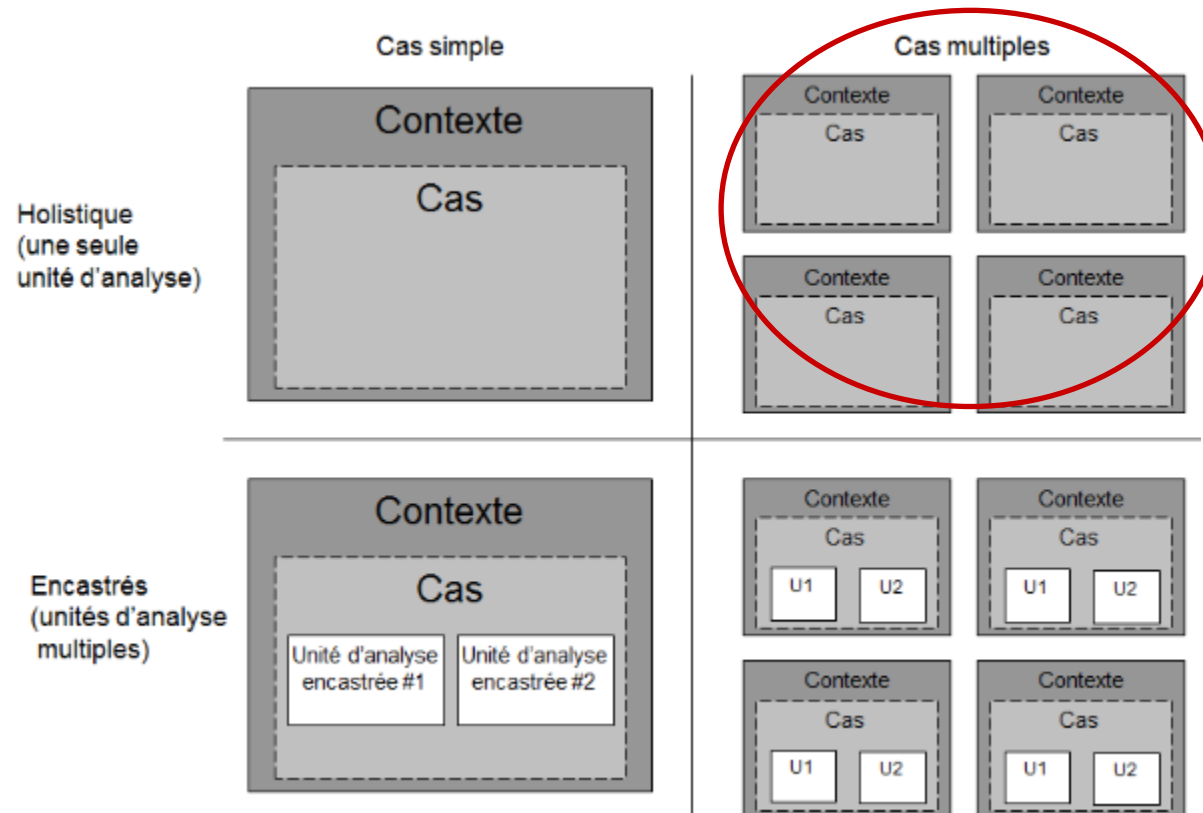 Cas simple
Cas multiples
Holistique
(une seule
unité d'analyse)
Contexte
Cas
Contexte
Cas
Contexte
Cas
Contexte
Cas
Contexte
Cas
Encastrés
(unités d'analyse
multiples)
Contexte
Cas
Unité d'analyse
encastrée #1
Unité d'analyse
encastrée #2
Contexte
Cas
U1
U2
Contexte
Cas
U1
U2
Contexte
Cas
U1
U2
Contexte
Cas
U1
U2